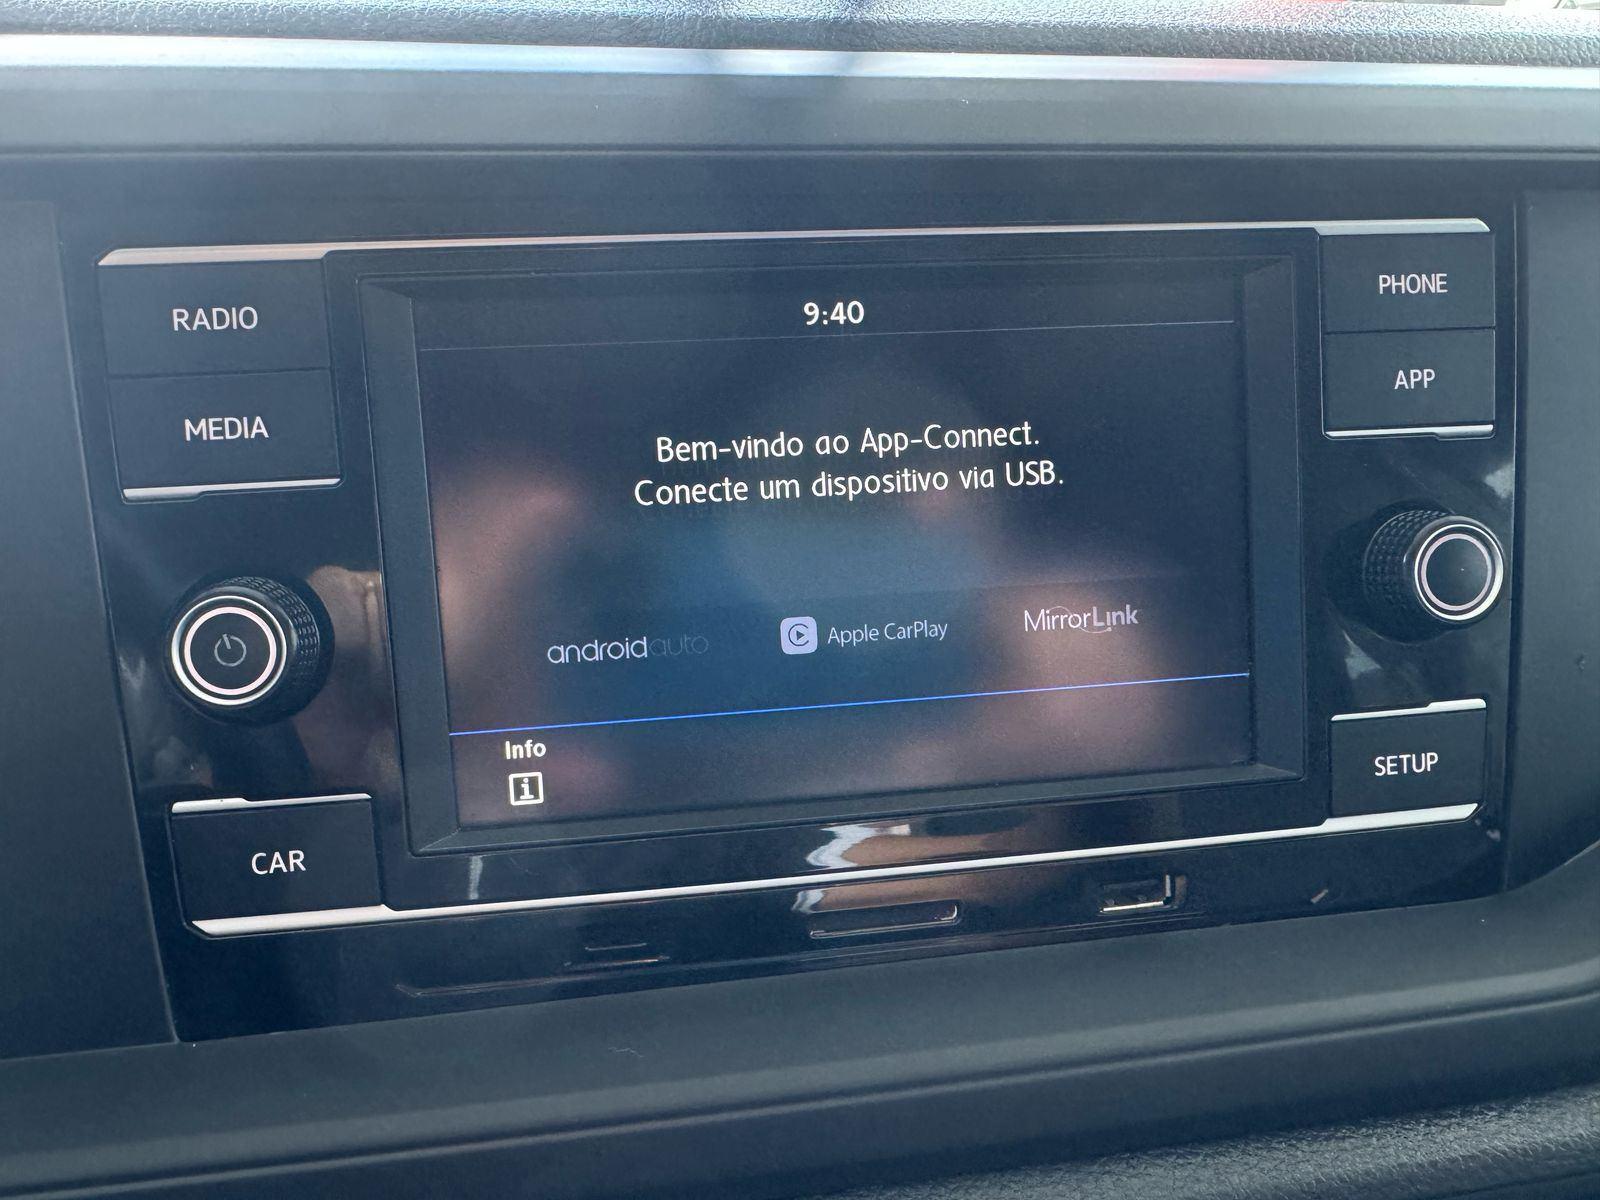 RADIO
MEDIA
CAR
9:40
Bem-vindo ao App-Connect.
Conecte um dispositivo via USB.
androidauto
Apple CarPlay
MirrorLink
Info
PHONE
APP
SETUP